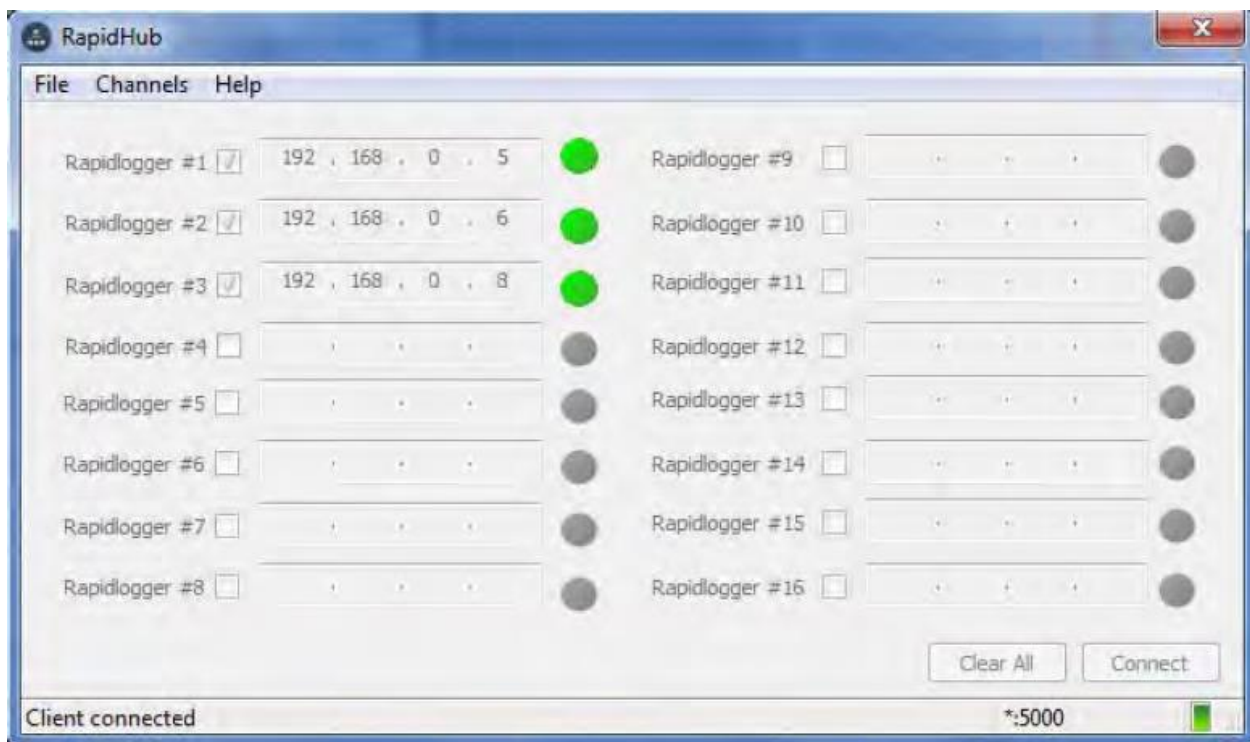 RapidHub
File Channels Help
Rapidlogger #1 192 . 168 . 0 . 5
Rapidlogger #2 192 . 168 . 0 . 6
Rapidlogger #3 192 . 168 . 0 . 8
Rapidlogger #4 . . .
Rapidlogger #5 . . .
Rapidlogger #6 . . .
Rapidlogger #7 . . .
Rapidlogger #8 . . .
Rapidlogger #9 . . .
Rapidlogger #10 . . .
Rapidlogger #11 . . .
Rapidlogger #12 . . .
Rapidlogger #13 . . .
Rapidlogger #14 . . .
Rapidlogger #15 . . .
Rapidlogger #16 . . .
Clear All Connect
Client connected *:5000